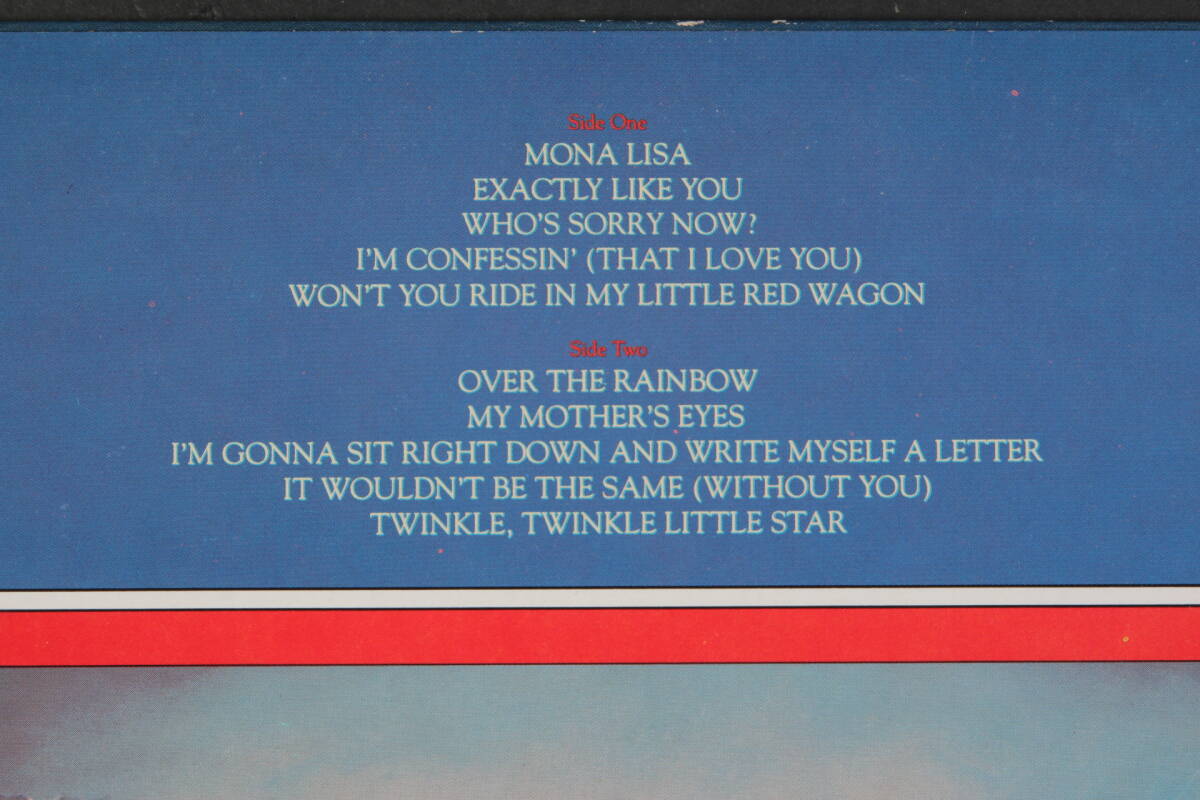 Side One
MONA LISA
EXACTLY LIKE YOU
WHO'S SORRY NOW?
I'M CONFESSIN' (THAT I LOVE YOU)
WON'T YOU RIDE IN MY LITTLE RED WAGON
Side Two
OVER THE RAINBOW
MY MOTHER'S EYES
I'M GONNA SIT RIGHT DOWN AND WRITE MYSELF A LETTER
IT WOULDN'T BE THE SAME (WITHOUT YOU)
TWINKLE, TWINKLE LITTLE STAR